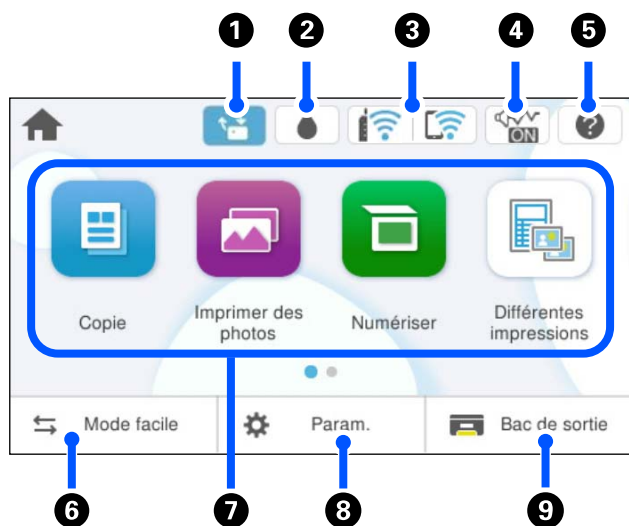 1 2 3 4 5
ON
?
Copie
Imprimer des
photos
Numériser
Différentes
impressions
Mode facile
Param.
Bac de sortie
6 7 8 9